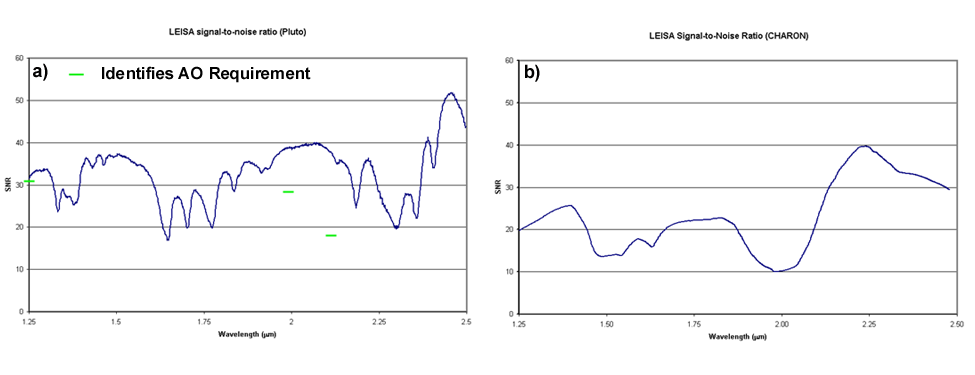 LEISA signal-to-noise ratio (Pluto)
a)
Identifies AO Requirement
60
50
40
30
20
10
0
SNR
1.25
1.5
1.75
2
2.25
2.5
Wavelength (μm)
LEISA Signal-to-Noise Ratio (CHARON)
b)
60
50
40
30
20
10
0
SNR
1.25
1.50
1.75
2.00
2.25
2.50
Wavelength (μm)